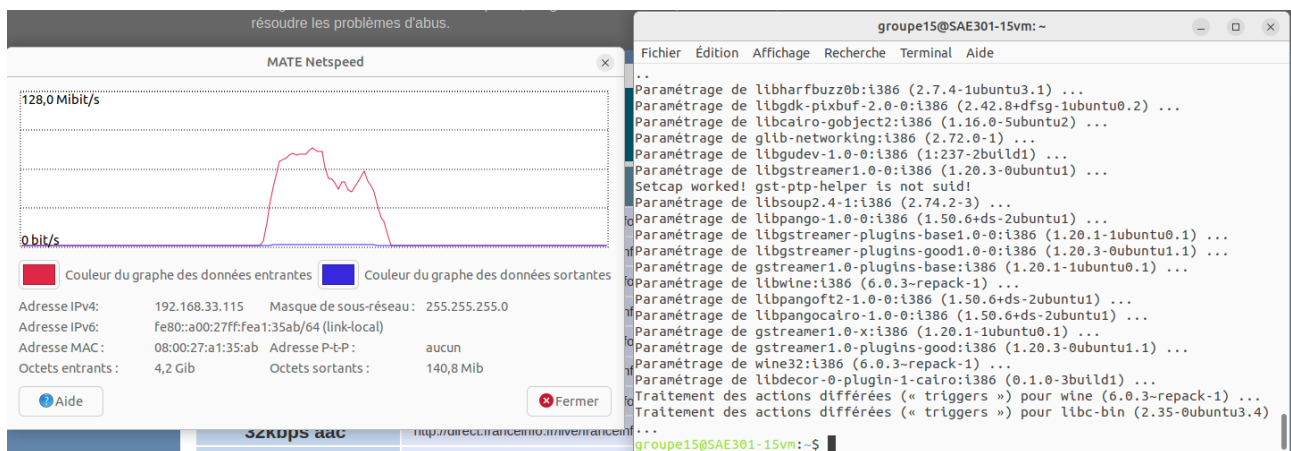 résoudre les problèmes d'abus.
MATE Netspeed
128,0 Mibit/s
0 bit/s
Couleur du graphe des données entrantes
Couleur du graphe des données sortantes
Adresse IPv4: 192.168.33.115 Masque de sous-réseau : 255.255.255.0
Adresse IPv6: fe80::a00:27ff:fea1:35ab/64 (link-local)
Adresse MAC : 08:00:27:a1:35:ab Adresse P-t-P : aucun
Octets entrants : 4,2 Gib Octets sortants : 140,8 Mib
Aide
Fermer
32kbps aac
groupe15@SAE301-15vm: ~
Fichier Édition Affichage Recherche Terminal Aide
..
Paramétrage de libharfbuzz0b:i386 (2.7.4-1ubuntu3.1) ...
Paramétrage de libgdk-pixbuf-2.0-0:i386 (2.42.8+dfsg-1ubuntu0.2) ...
Paramétrage de libcairo-gobject2:i386 (1.16.0-5ubuntu2) ...
Paramétrage de glib-networking:i386 (2.72.0-1) ...
Paramétrage de libgudev-1.0-0:i386 (1:237-2build1) ...
Paramétrage de libgstreamer1.0-0:i386 (1.20.3-0ubuntu1) ...
Setcap worked! gst-ptp-helper is not suid!
Paramétrage de libsoup2.4-1:i386 (2.74.2-3) ...
Paramétrage de libpango-1.0-0:i386 (1.50.6+ds-2ubuntu1) ...
Paramétrage de libgstreamer-plugins-base1.0-0:i386 (1.20.1-1ubuntu0.1) ...
Paramétrage de libgstreamer-plugins-good1.0-0:i386 (1.20.3-0ubuntu1.1) ...
Paramétrage de gstreamer1.0-plugins-base:i386 (1.20.1-1ubuntu0.1) ...
Paramétrage de libwine:i386 (6.0.3~repack-1) ...
Paramétrage de libpangoft2-1.0-0:i386 (1.50.6+ds-2ubuntu1) ...
Paramétrage de libpangocairo-1.0-0:i386 (1.50.6+ds-2ubuntu1) ...
Paramétrage de gstreamer1.0-x:i386 (1.20.1-1ubuntu0.1) ...
Paramétrage de gstreamer1.0-plugins-good:i386 (1.20.3-0ubuntu1.1) ...
Paramétrage de wine32:i386 (6.0.3~repack-1) ...
Paramétrage de libdecor-0-plugin-1-cairo:i386 (0.1.0-3build1) ...
Traitement des actions différées (« triggers ») pour wine (6.0.3~repack-1) ...
Traitement des actions différées (« triggers ») pour libc-bin (2.35-0ubuntu3.4)
...
groupe15@SAE301-15vm:~$